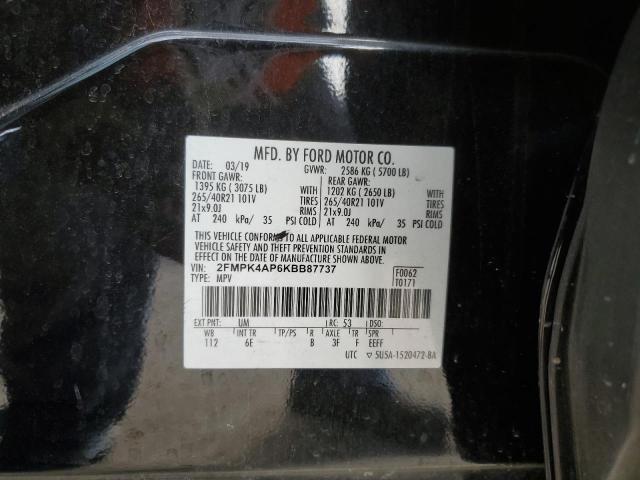 MFD. BY FORD MOTOR CO.
DATE: 03/19 GVWR: 2586 KG ( 5700 LB)
FRONT GAWR: REAR GAWR:
1395 KG ( 3075 LB) 1202 KG ( 2650 LB)
265/40R21 101V TIRES 265/40R21 101V TIRES
21x9.0J RIMS 21x9.0J RIMS
AT 240 kPa/ 35 PSI COLD AT 240 kPa/ 35 PSI COLD
THIS VEHICLE CONFORMS TO ALL APPLICABLE FEDERAL MOTOR
VEHICLE SAFETY AND THEFT PREVENTION STANDARDS IN
EFFECT ON THE DATE OF MANUFACTURE SHOWN ABOVE.
VIN: 2FMPK4AP6KBB87737 F0062
TYPE: MPV T0171
EXT PNT: UM RC: 53 DSO:
WB INT TR TP/PS R AXLE TR SPR
112 6E B 3F F EEFF
UTC ▽ 5U5A-1520472-BA